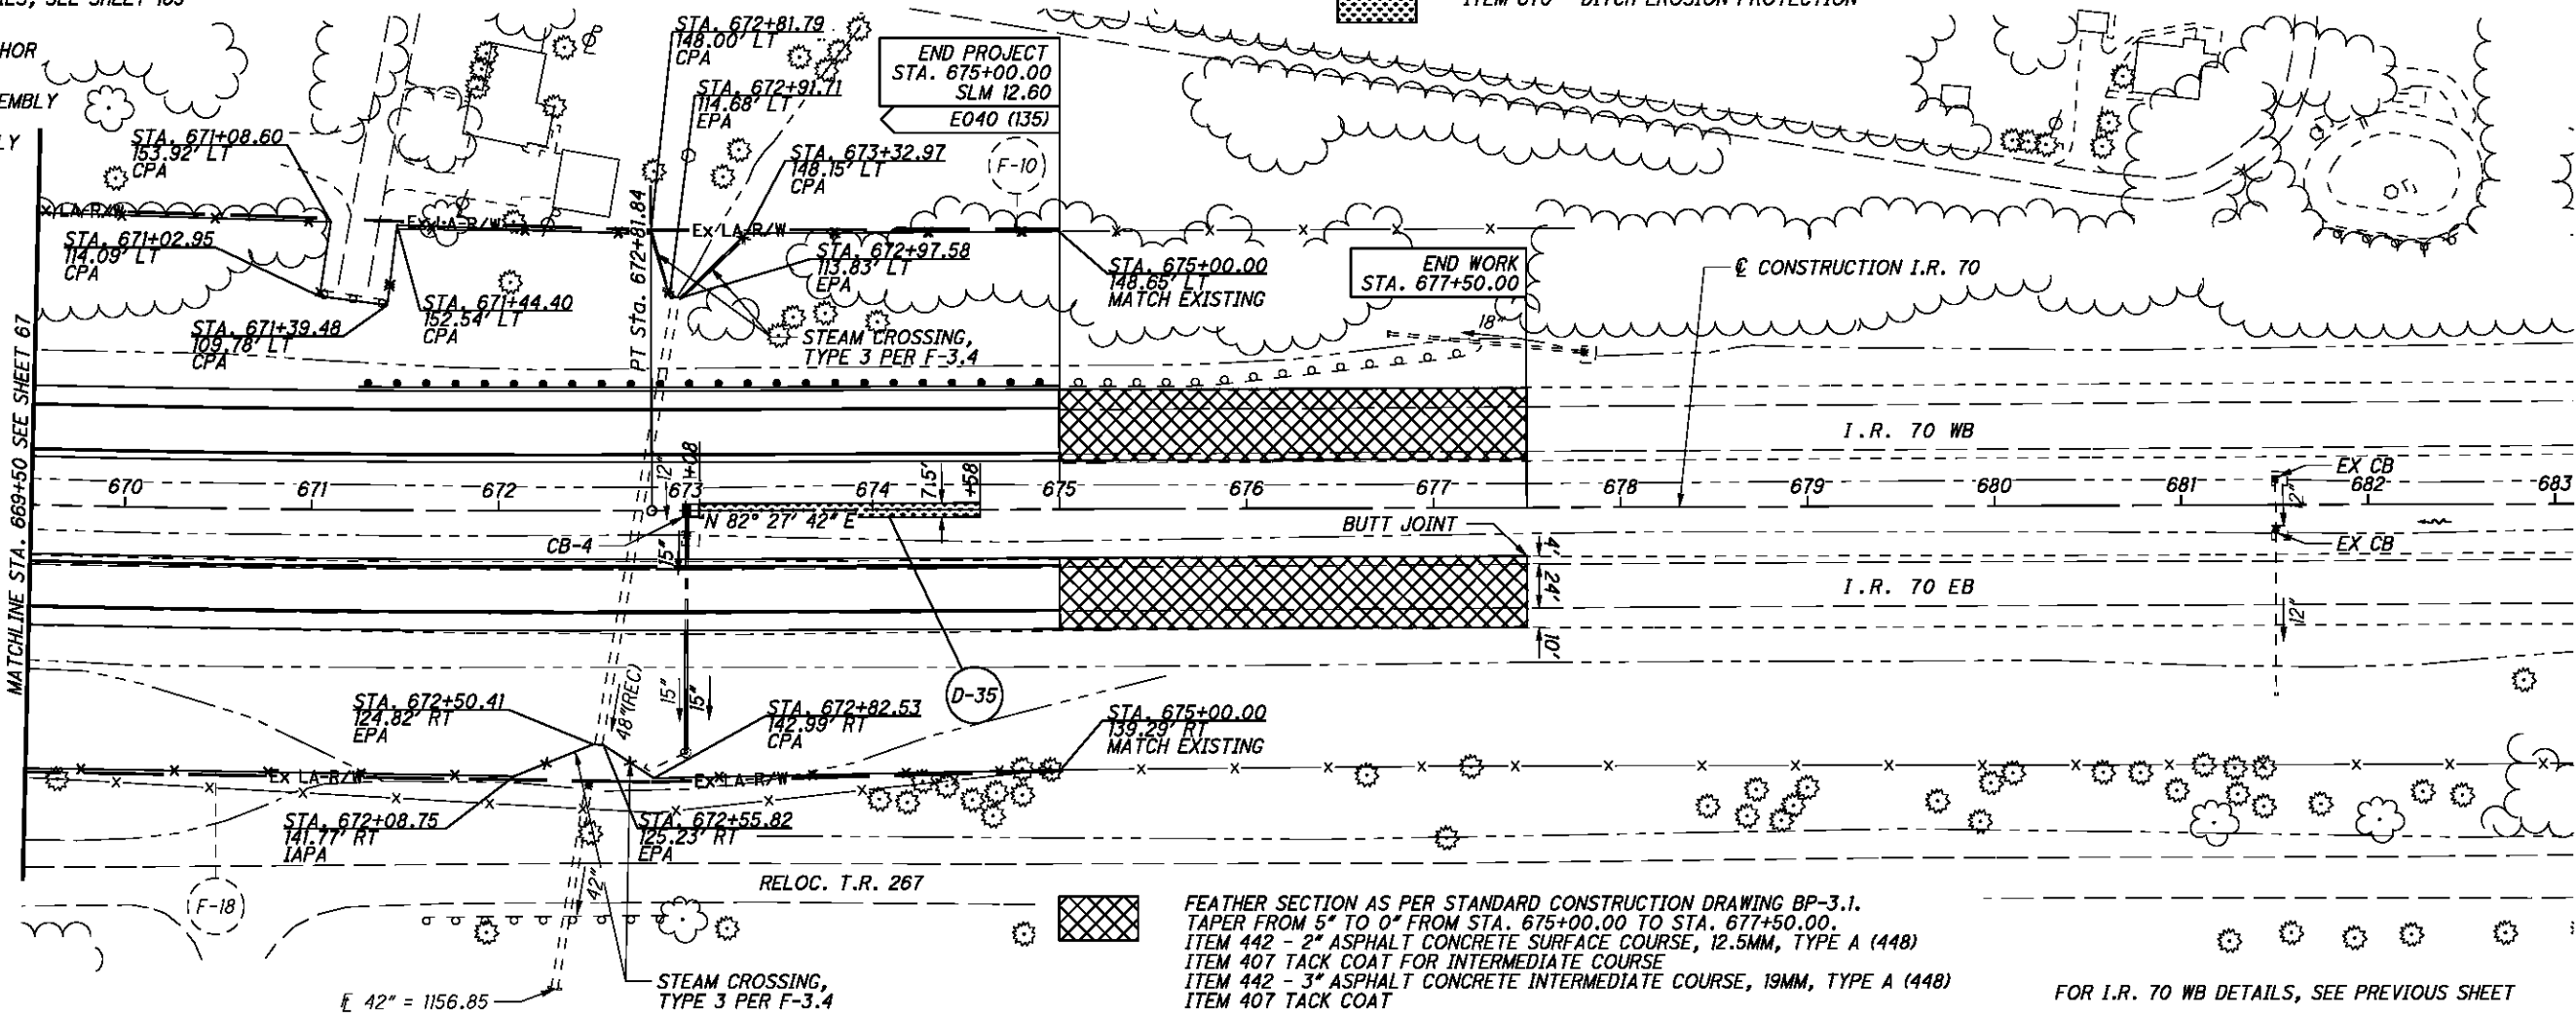 STA. 672+81.79
148.00' LT
CPA
STA. 672+91.71
114.68' LT
EPA
END PROJECT
STA. 675+00.00
SLM 12.60
E040 (135)
HOR
EMBLY
LY
STA. 671+08.60
153.92' LT
CPA
STA. 673+32.97
148.15' LT
CPA
F-10
LA-R/W
Ex LA-R/W
Ex LA-R/W
STA. 671+02.95
114.09' LT
CPA
STA. 671+44.40
152.54' LT
CPA
STA. 671+39.48
109.78' LT
CPA
PT Sta. 672+81.84
STA. 672+97.58
113.83' LT
EPA
STEAM CROSSING,
TYPE 3 PER F-3.4
STA. 675+00.00
148.65' LT
MATCH EXISTING
END WORK
STA. 677+50.00
18"
℄ CONSTRUCTION I.R. 70
MATCHLINE STA. 669+50 SEE SHEET 67
I.R. 70 WB
670
671
672
673
674
675
676
677
678
679
680
681
682
683
12"
+08
7.5'
+58
N 82° 27' 42" E
CB-4
15"
BUTT JOINT
4'
24'
10'
EX CB
12"
EX CB
12"
I.R. 70 EB
D-35
48"(REC)
15"
15"
STA. 672+50.41
124.82' RT
EPA
STA. 672+82.53
142.99' RT
CPA
STA. 675+00.00
139.29' RT
MATCH EXISTING
Ex LA-R/W
Ex LA-R/W
STA. 672+08.75
141.77' RT
IAPA
STA. 672+55.82
125.23' RT
EPA
F-18
42"
RELOC. T.R. 267
STEAM CROSSING,
TYPE 3 PER F-3.4
℄ 42" = 1156.85
FEATHER SECTION AS PER STANDARD CONSTRUCTION DRAWING BP-3.1.
TAPER FROM 5" TO 0" FROM STA. 675+00.00 TO STA. 677+50.00.
ITEM 442 - 2" ASPHALT CONCRETE SURFACE COURSE, 12.5MM, TYPE A (448)
ITEM 407 TACK COAT FOR INTERMEDIATE COURSE
ITEM 442 - 3" ASPHALT CONCRETE INTERMEDIATE COURSE, 19MM, TYPE A (448)
ITEM 407 TACK COAT
FOR I.R. 70 WB DETAILS, SEE PREVIOUS SHEET